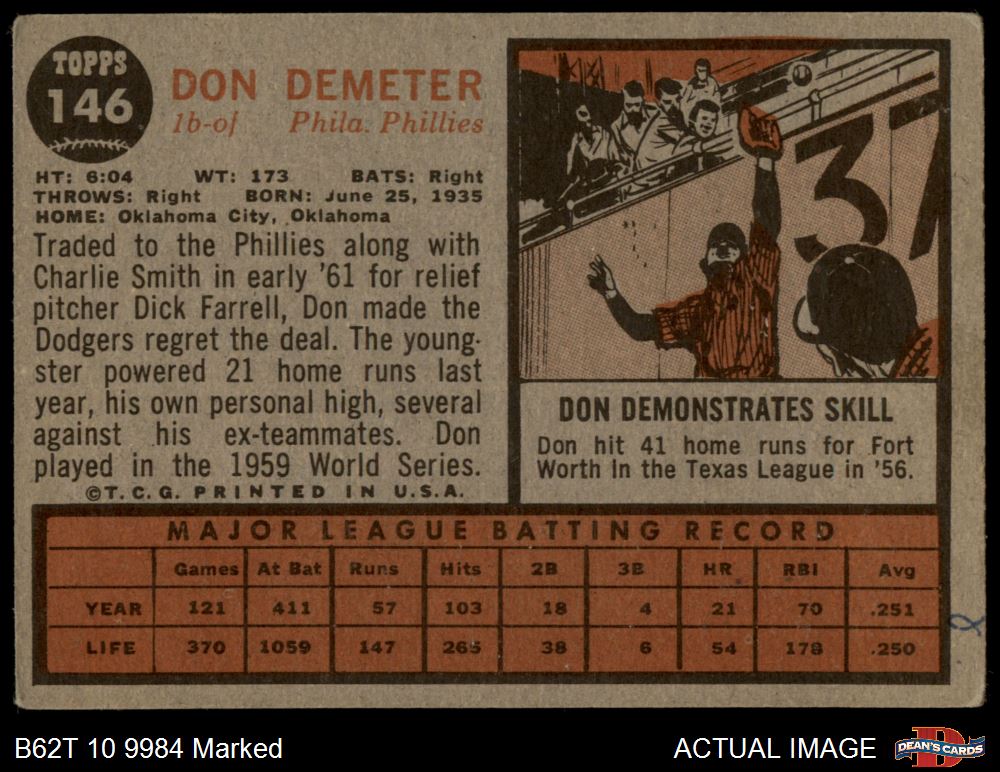 TOPPS
146
DON DEMETER
1b-of Phila. Phillies
HT: 6:04 WT: 173 BATS: Right
THROWS: Right BORN: June 25, 1935
HOME: Oklahoma City, Oklahoma
Traded to the Phillies along with
Charlie Smith in early '61 for relief
pitcher Dick Farrell, Don made the
Dodgers regret the deal. The young-
ster powered 21 home runs last
year, his own personal high, several
against his ex-teammates. Don
played in the 1959 World Series.
©T.C.G. PRINTED IN U.S.A.
37
DON DEMONSTRATES SKILL
Don hit 41 home runs for Fort
Worth In the Texas League in '56.
MAJOR LEAGUE BATTING RECORD
Games At Bat Runs Hits 2B 3B HR RBI Avg
YEAR 121 411 57 103 18 4 21 70 .251
LIFE 370 1059 147 265 38 6 54 178 .250
B62T 10 9984 Marked
ACTUAL IMAGE
DEAN'S CARDS